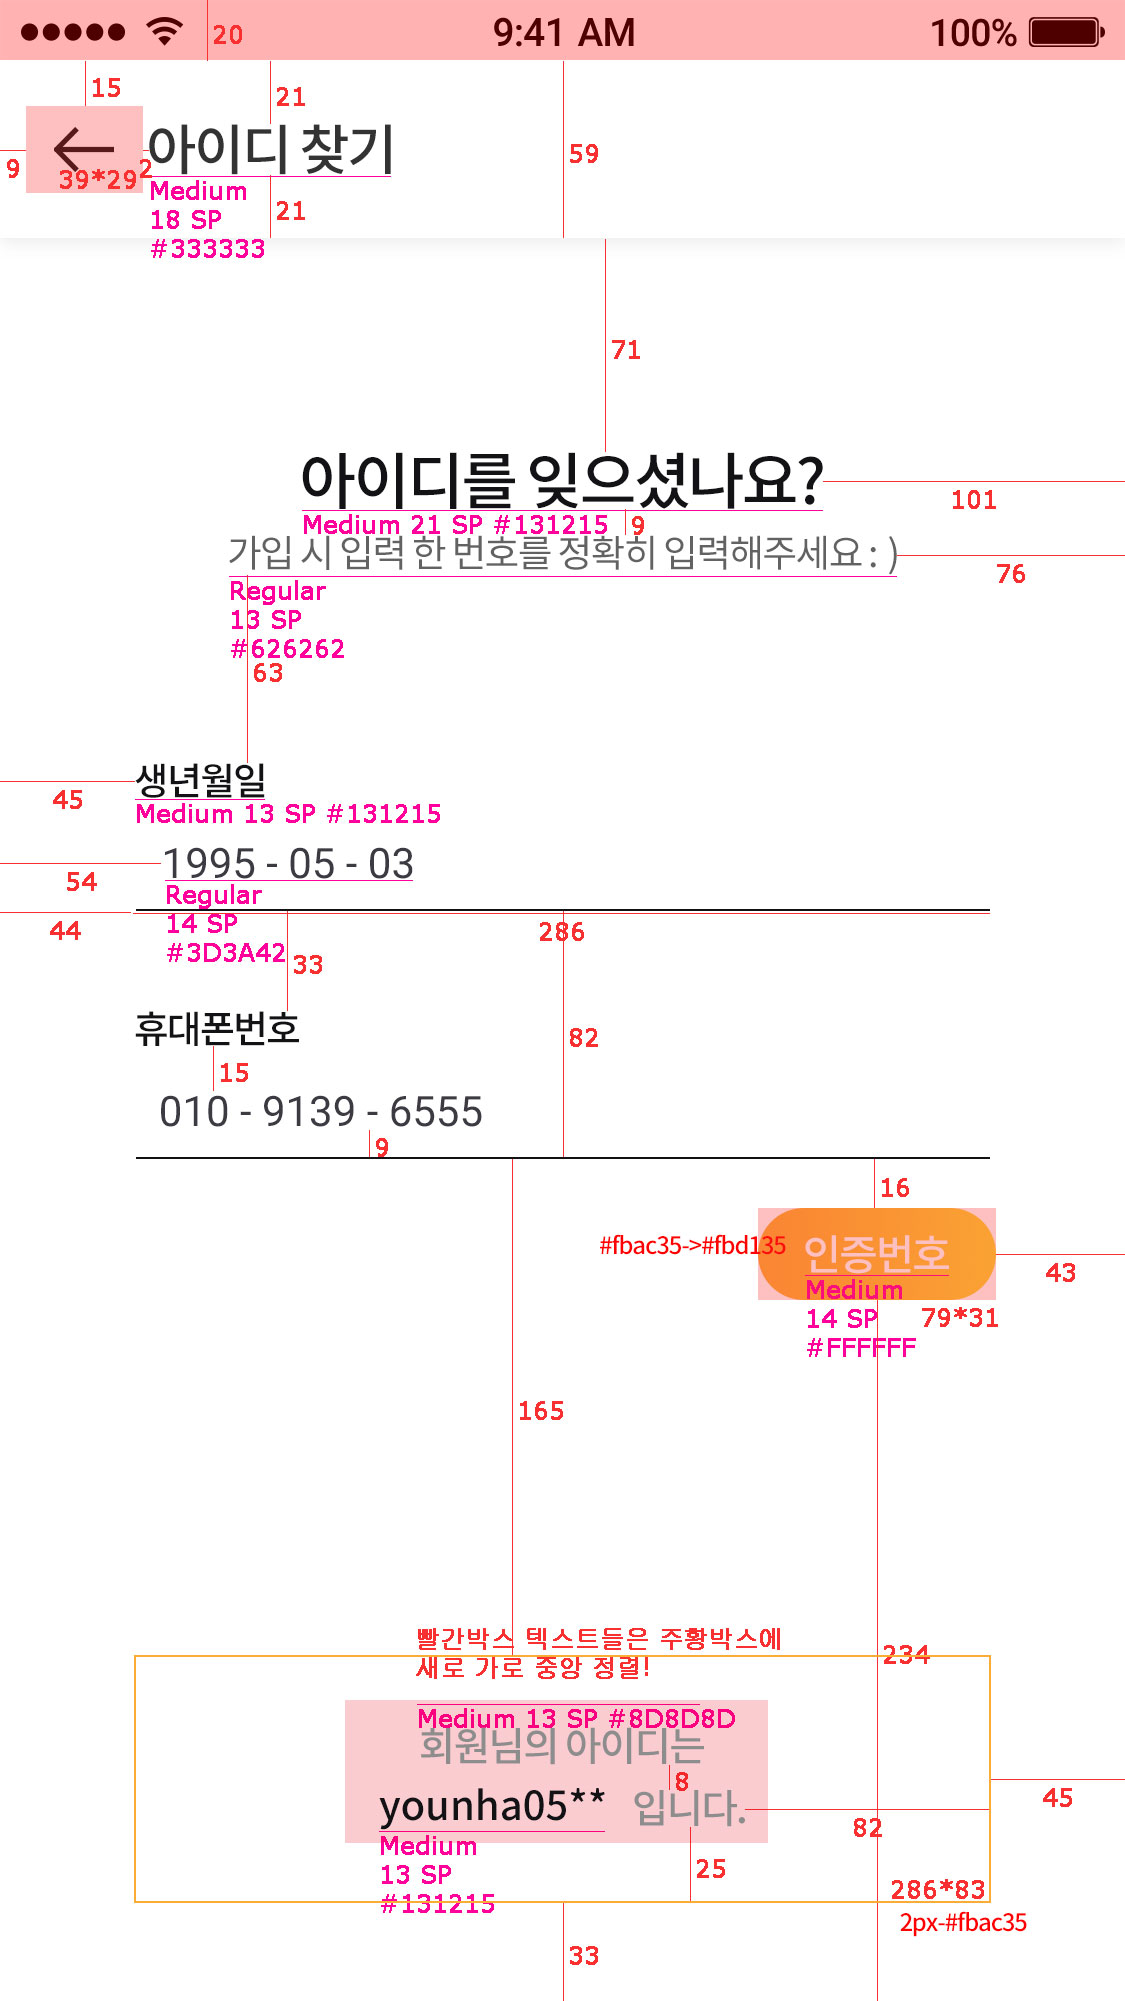 20
9:41 AM
100%
15
21
59
9
아이디 찾기
39*29
2
Medium
18 SP
#333333
21
71
아이디를 잊으셨나요?
101
Medium 21 SP #131215
9
가입 시 입력 한 번호를 정확히 입력해주세요 : )
76
Regular
13 SP
#626262
63
생년월일
45
Medium 13 SP #131215
1995 - 05 - 03
54
Regular
14 SP
#3D3A42
44
286
33
휴대폰번호
82
15
010 - 9139 - 6555
9
16
#fbac35->#fbd135
인증번호
43
Medium
14 SP
#FFFFFF
79*31
165
빨간박스 텍스트들은 주황박스에
새로 가로 중앙 정렬!
234
Medium 13 SP #8D8D8D
회원님의 아이디는
8
younha05** 입니다.
45
82
Medium
13 SP
#131215
25
286*83
2px-#fbac35
33